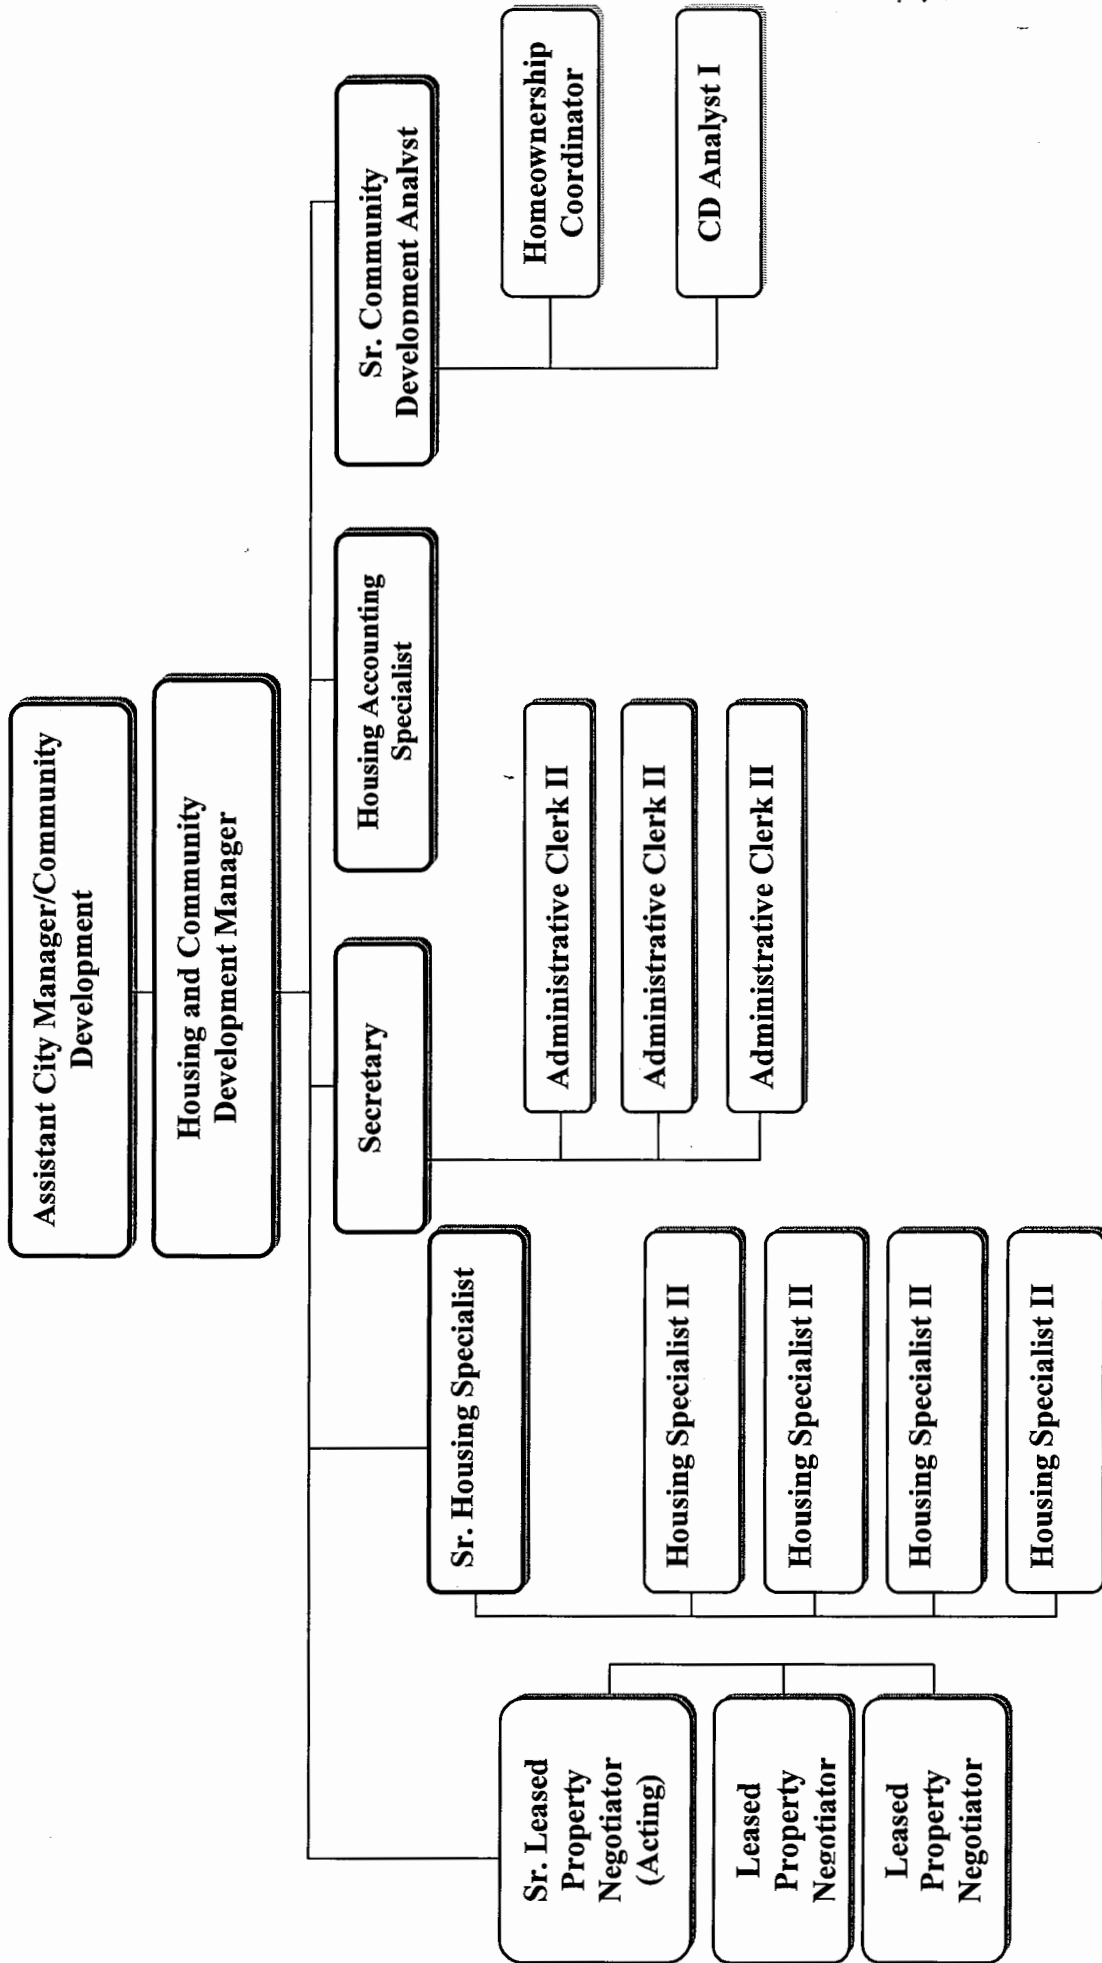 Assistant City Manager/Community
Development
Housing and Community
Development Manager
Sr. Leased
Property
Negotiator
(Acting)
Leased
Property
Negotiator
Leased
Property
Negotiator
Sr. Housing Specialist
Housing Specialist II
Housing Specialist II
Housing Specialist II
Housing Specialist II
Secretary
Administrative Clerk II
Administrative Clerk II
Administrative Clerk II
Housing Accounting
Specialist
Sr. Community
Development Analyst
Homeownership
Coordinator
CD Analyst I